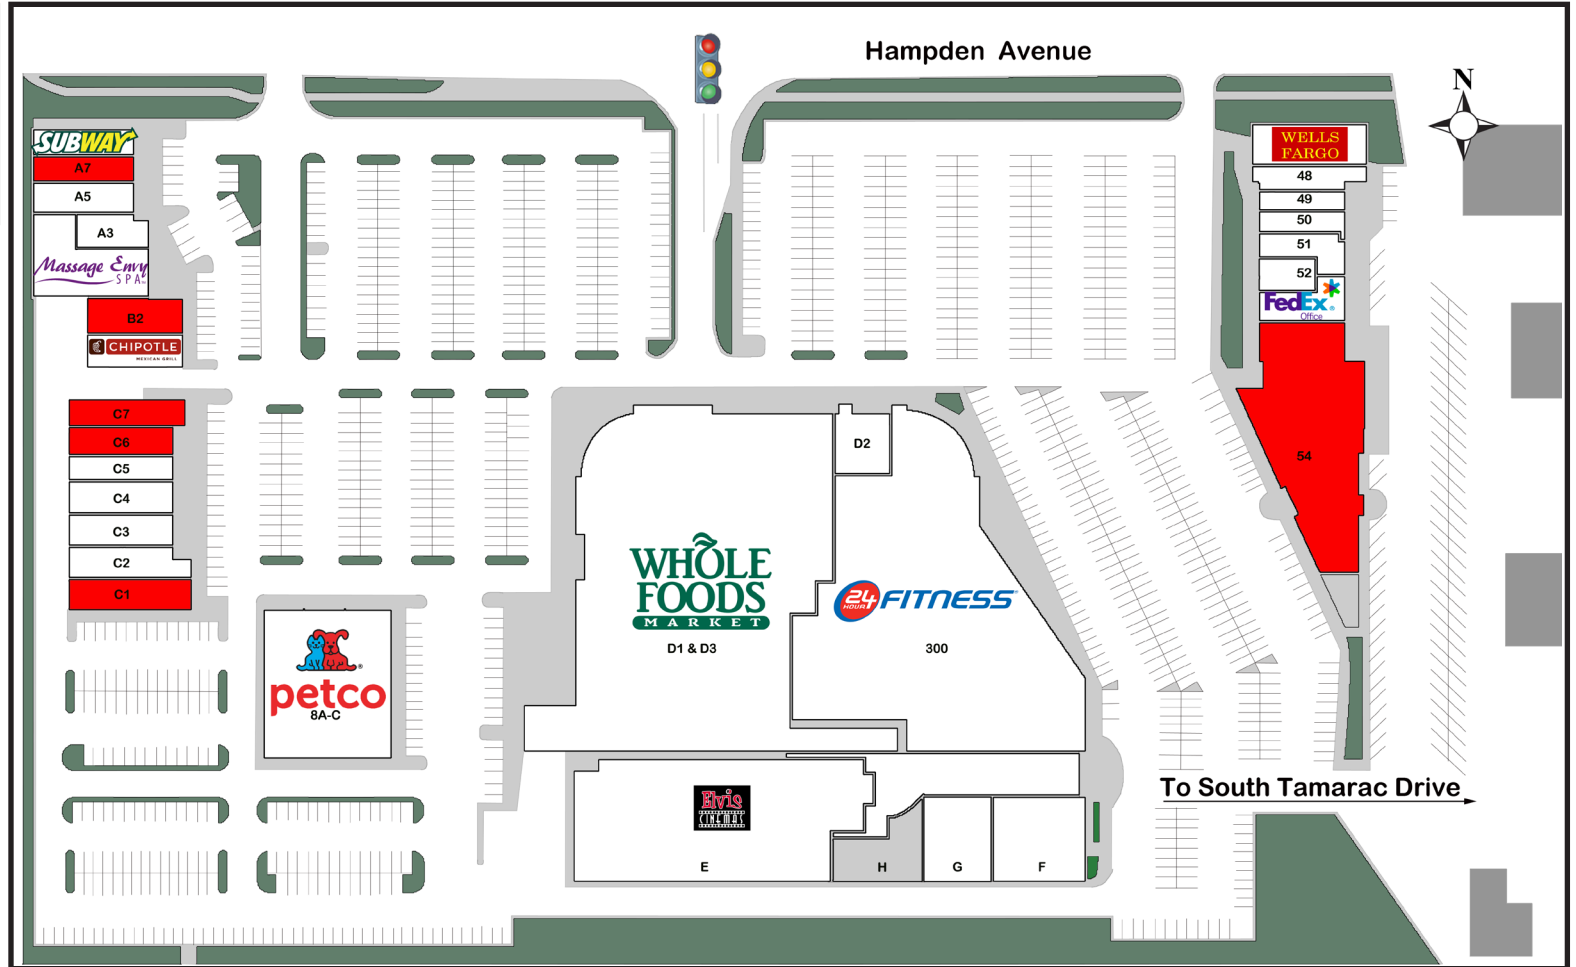 Hampden Avenue
N
SUBWAY
A7
A5
A3
Massage Envy
SPA
B2
CHIPOTLE
MEXICAN GRILL
C7
C6
C5
C4
C3
C2
C1
petco
8A-C
WHOLE
FOODS
MARKET
D1 & D3
D2
24
HOUR
FITNESS
300
Elvis
CINEMAS
E
H
G
F
WELLS
FARGO
48
49
50
51
52
FedEx
Office
54
To South Tamarac Drive